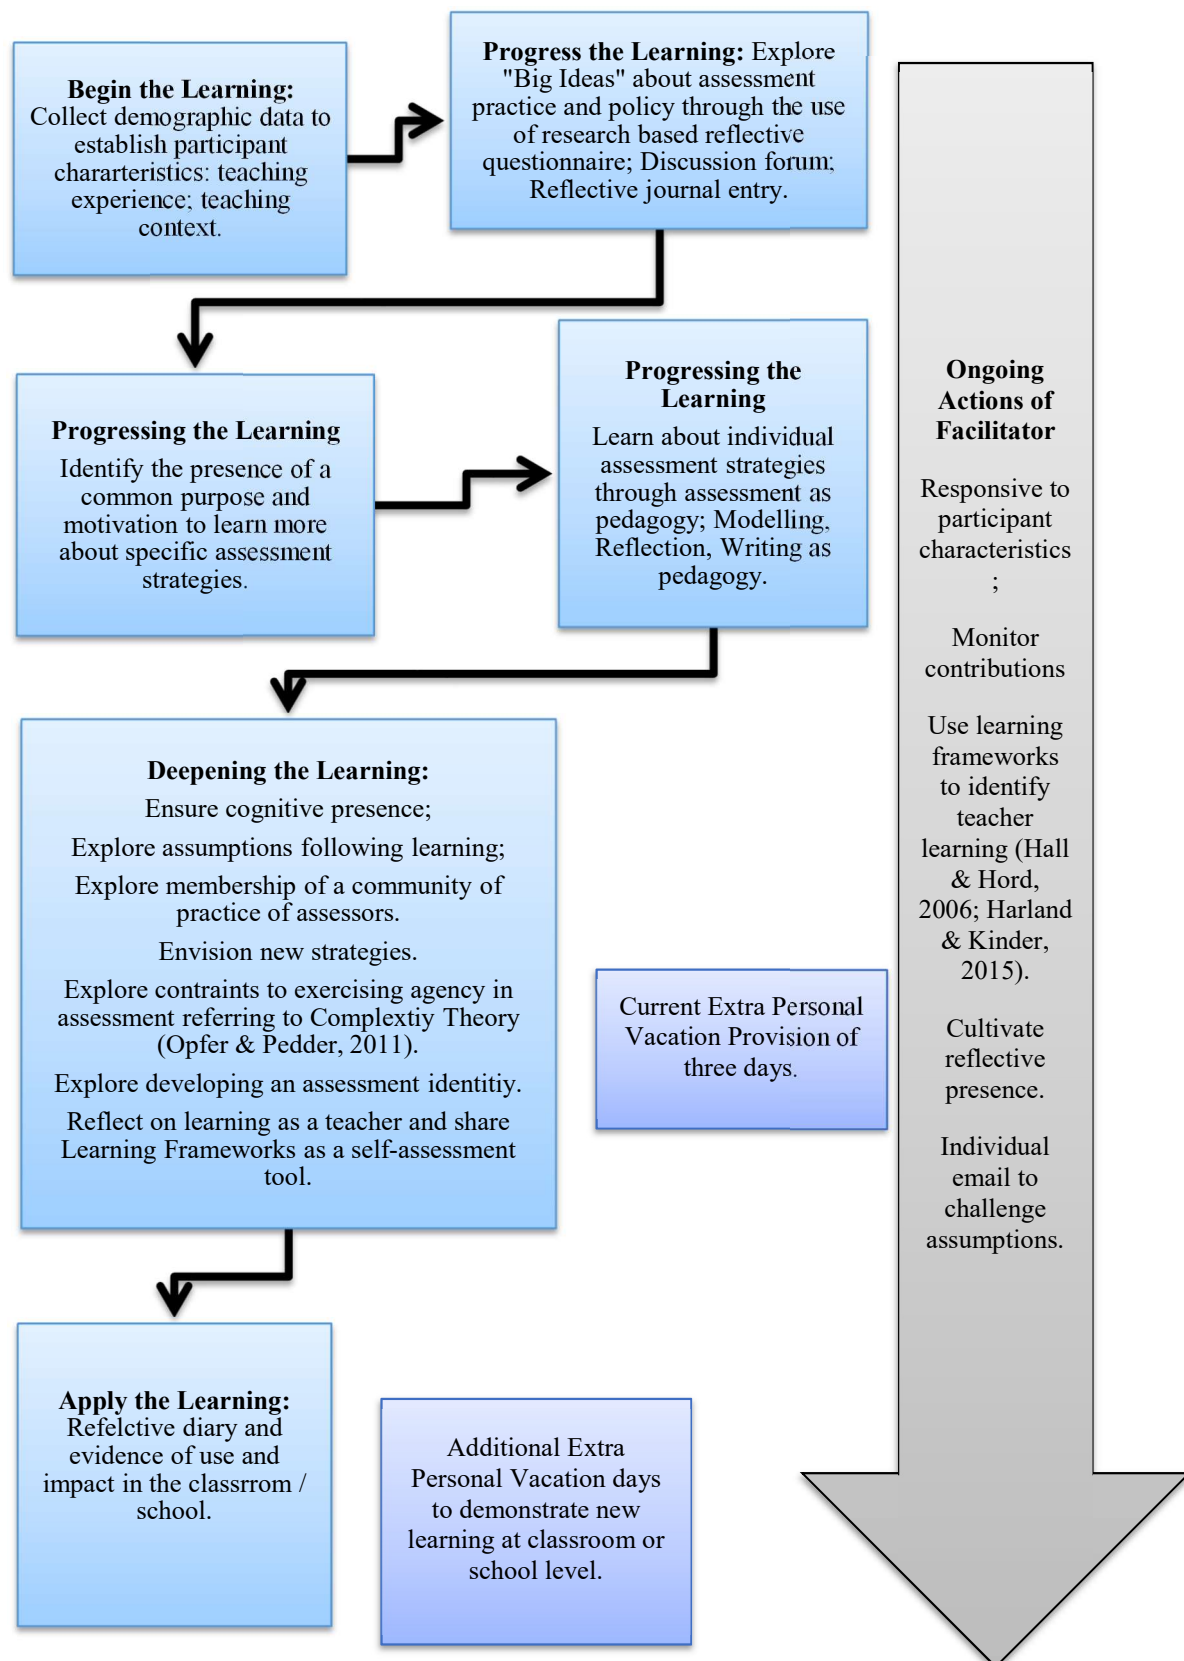 Begin the Learning:
Collect demographic data to
establish participant
chararteristics: teaching
experience; teaching
context.
Progress the Learning: Explore
"Big Ideas" about assessment
practice and policy through the use
of research based reflective
questionnaire; Discussion forum;
Reflective journal entry.
Progressing the Learning
Identify the presence of a
common purpose and
motivation to learn more
about specific assessment
strategies.
Progressing the
Learning
Learn about individual
assessment strategies
through assessment as
pedagogy; Modelling,
Reflection, Writing as
pedagogy.
Deepening the Learning:
Ensure cognitive presence;
Explore assumptions following learning;
Explore membership of a community of
practice of assessors.
Envision new strategies.
Explore contraints to exercising agency in
assessment referring to Complextiy Theory
(Opfer & Pedder, 2011).
Explore developing an assessment identitiy.
Reflect on learning as a teacher and share
Learning Frameworks as a self-assessment
tool.
Current Extra Personal
Vacation Provision of
three days.
Apply the Learning:
Refelctive diary and
evidence of use and
impact in the classrrom /
school.
Additional Extra
Personal Vacation days
to demonstrate new
learning at classroom or
school level.
Ongoing
Actions of
Facilitator
Responsive to
participant
characteristics
;
Monitor
contributions
Use learning
frameworks
to identify
teacher
learning (Hall
& Hord,
2006; Harland
& Kinder,
2015).
Cultivate
reflective
presence.
Individual
email to
challenge
assumptions.